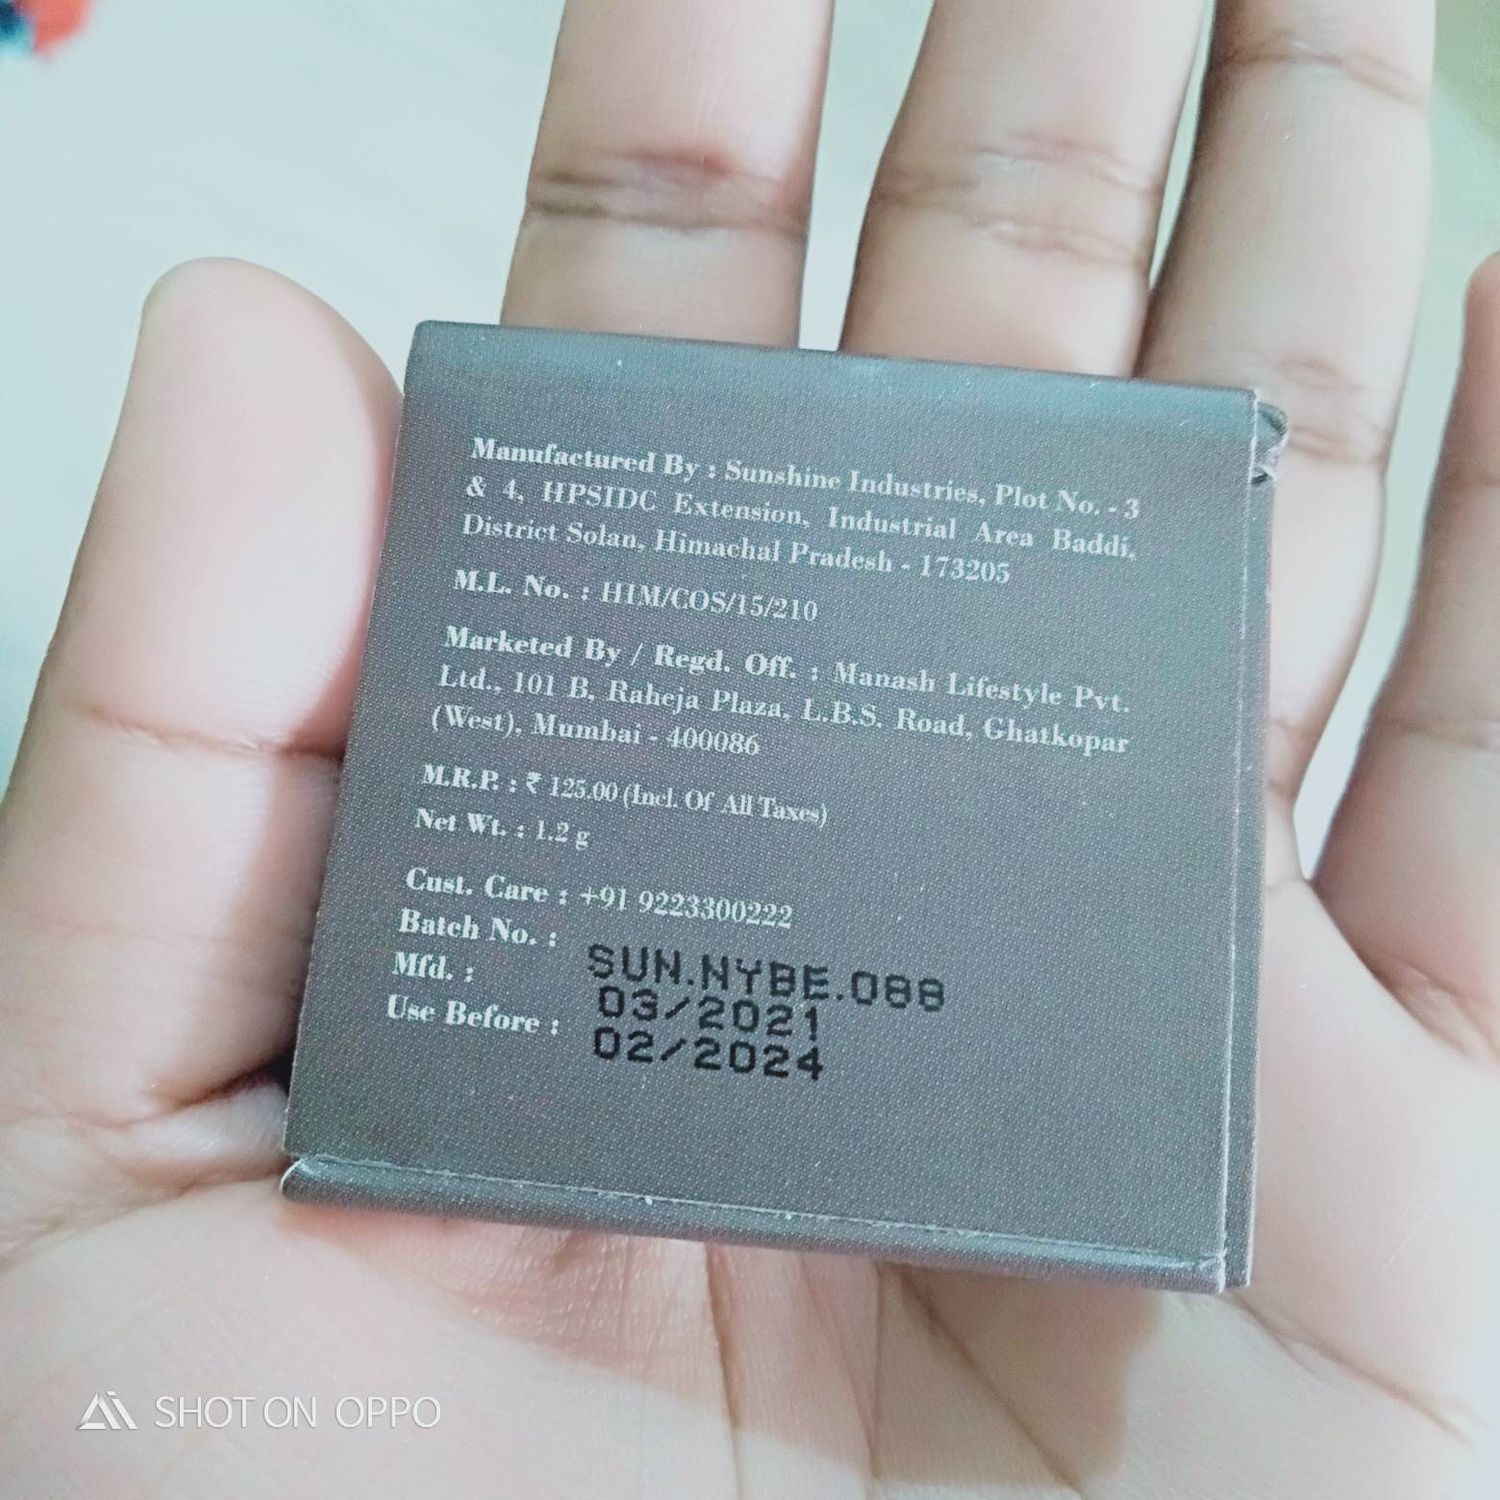 Manufactured By : Sunshine Industries, Plot No. - 3
& 4, HPSIDC Extension, Industrial Area Baddi,
District Solan, Himachal Pradesh - 173205
M.L. No. : HIM/COS/15/210
Marketed By / Regd. Off. : Manash Lifestyle Pvt.
Ltd., 101 B, Raheja Plaza, L.B.S. Road, Ghatkopar
(West), Mumbai - 400086
M.R.P. : ₹ 125.00 (Incl. Of All Taxes)
Net Wt. : 1.2 g
Cust. Care : +91 9223300222
Batch No. : SUN.NYBE.088
Mfd. : 03/2021
Use Before : 02/2024
SHOT ON OPPO